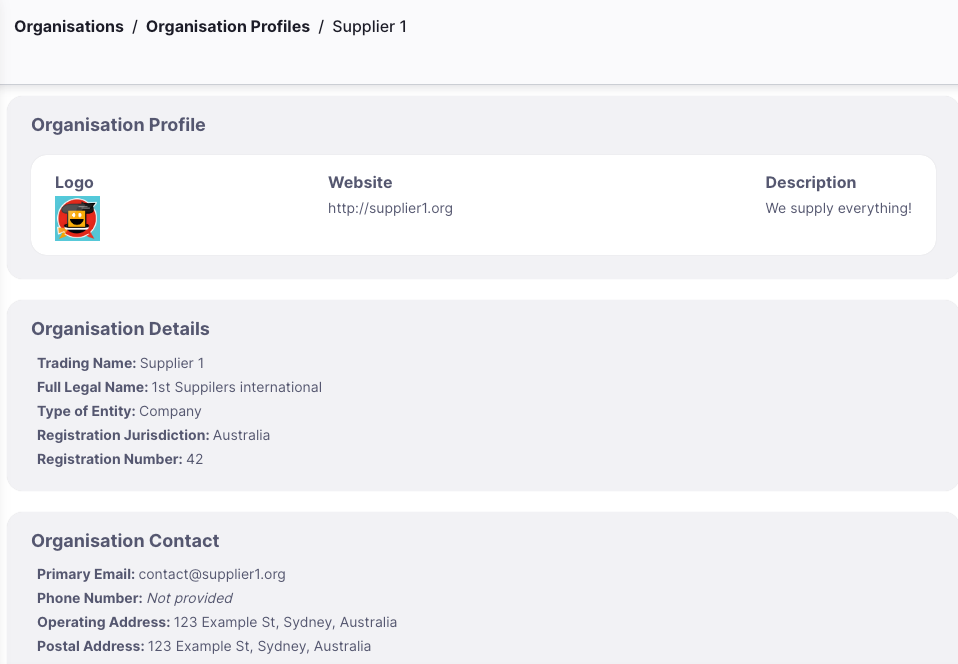 Organisations / Organisation Profiles / Supplier 1
Organisation Profile
Logo Website Description
http://supplier1.org We supply everything!
Organisation Details
Trading Name: Supplier 1
Full Legal Name: 1st Suppilers international
Type of Entity: Company
Registration Jurisdiction: Australia
Registration Number: 42
Organisation Contact
Primary Email: contact@supplier1.org
Phone Number: Not provided
Operating Address: 123 Example St, Sydney, Australia
Postal Address: 123 Example St, Sydney, Australia